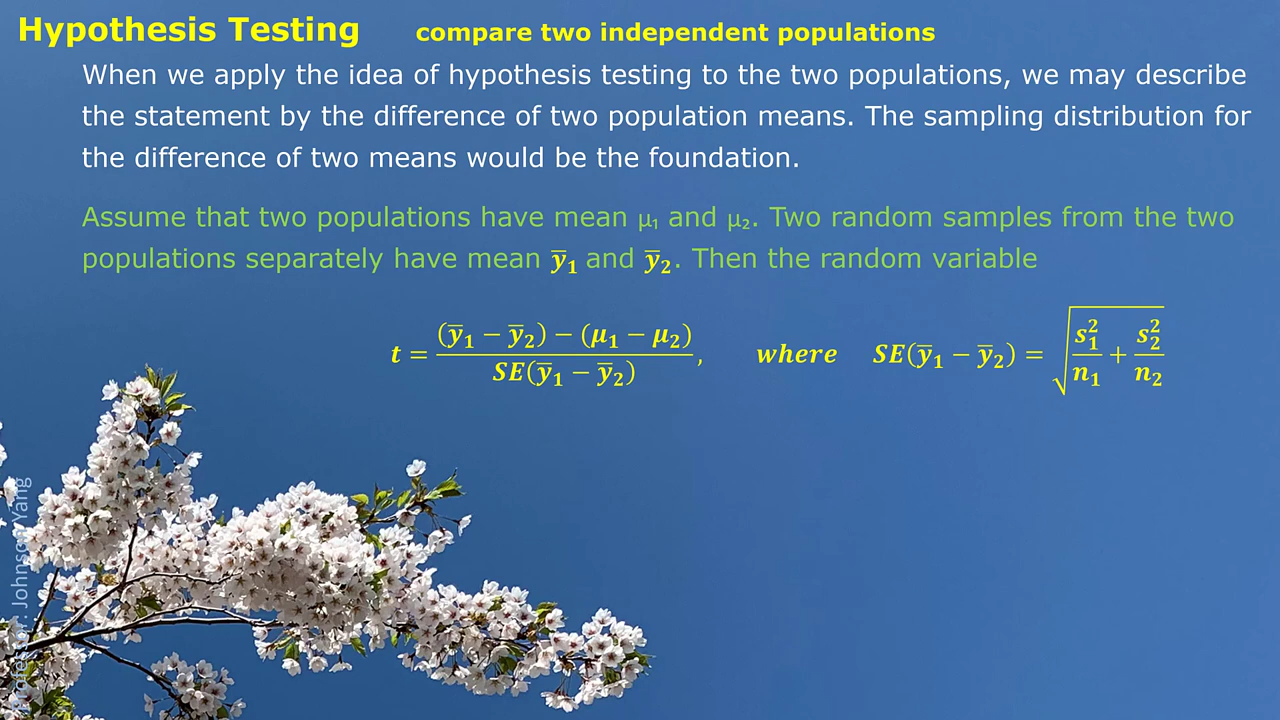 Hypothesis Testing compare two independent populations
When we apply the idea of hypothesis testing to the two populations, we may describe
the statement by the difference of two population means. The sampling distribution for
the difference of two means would be the foundation.
Assume that two populations have mean μ₁ and μ₂. Two random samples from the two
populations separately have mean ȳ₁ and ȳ₂. Then the random variable
t = ((ȳ₁ − ȳ₂) − (μ₁ − μ₂)) / SE(ȳ₁ − ȳ₂), where SE(ȳ₁ − ȳ₂) = √(s₁²/n₁ + s₂²/n₂)
Professor: Johnson Yang